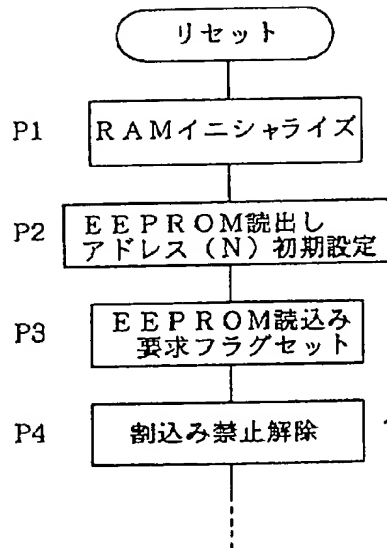 リセット
P1 RAMイニシャライズ
P2 EEPROM読出し
アドレス(N)初期設定
P3 EEPROM読込み
要求フラグセット
P4 割込み禁止解除